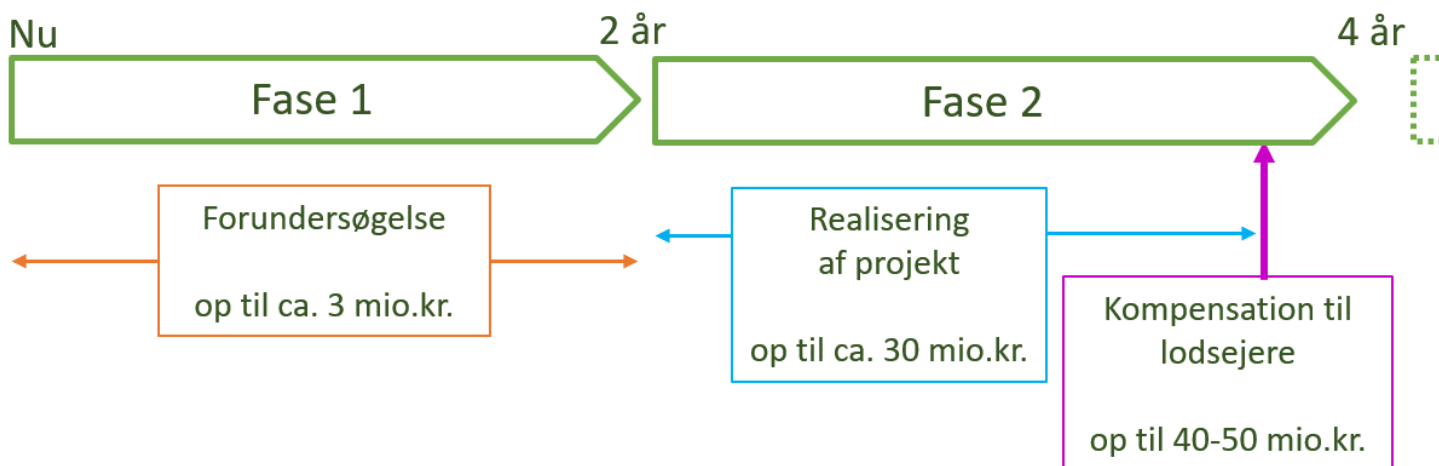 Nu
2 år
4 år
Fase 1
Fase 2
Forundersøgelse
op til ca. 3 mio.kr.
Realisering
af projekt
op til ca. 30 mio.kr.
Kompensation til
lodsejere
op til 40-50 mio.kr.